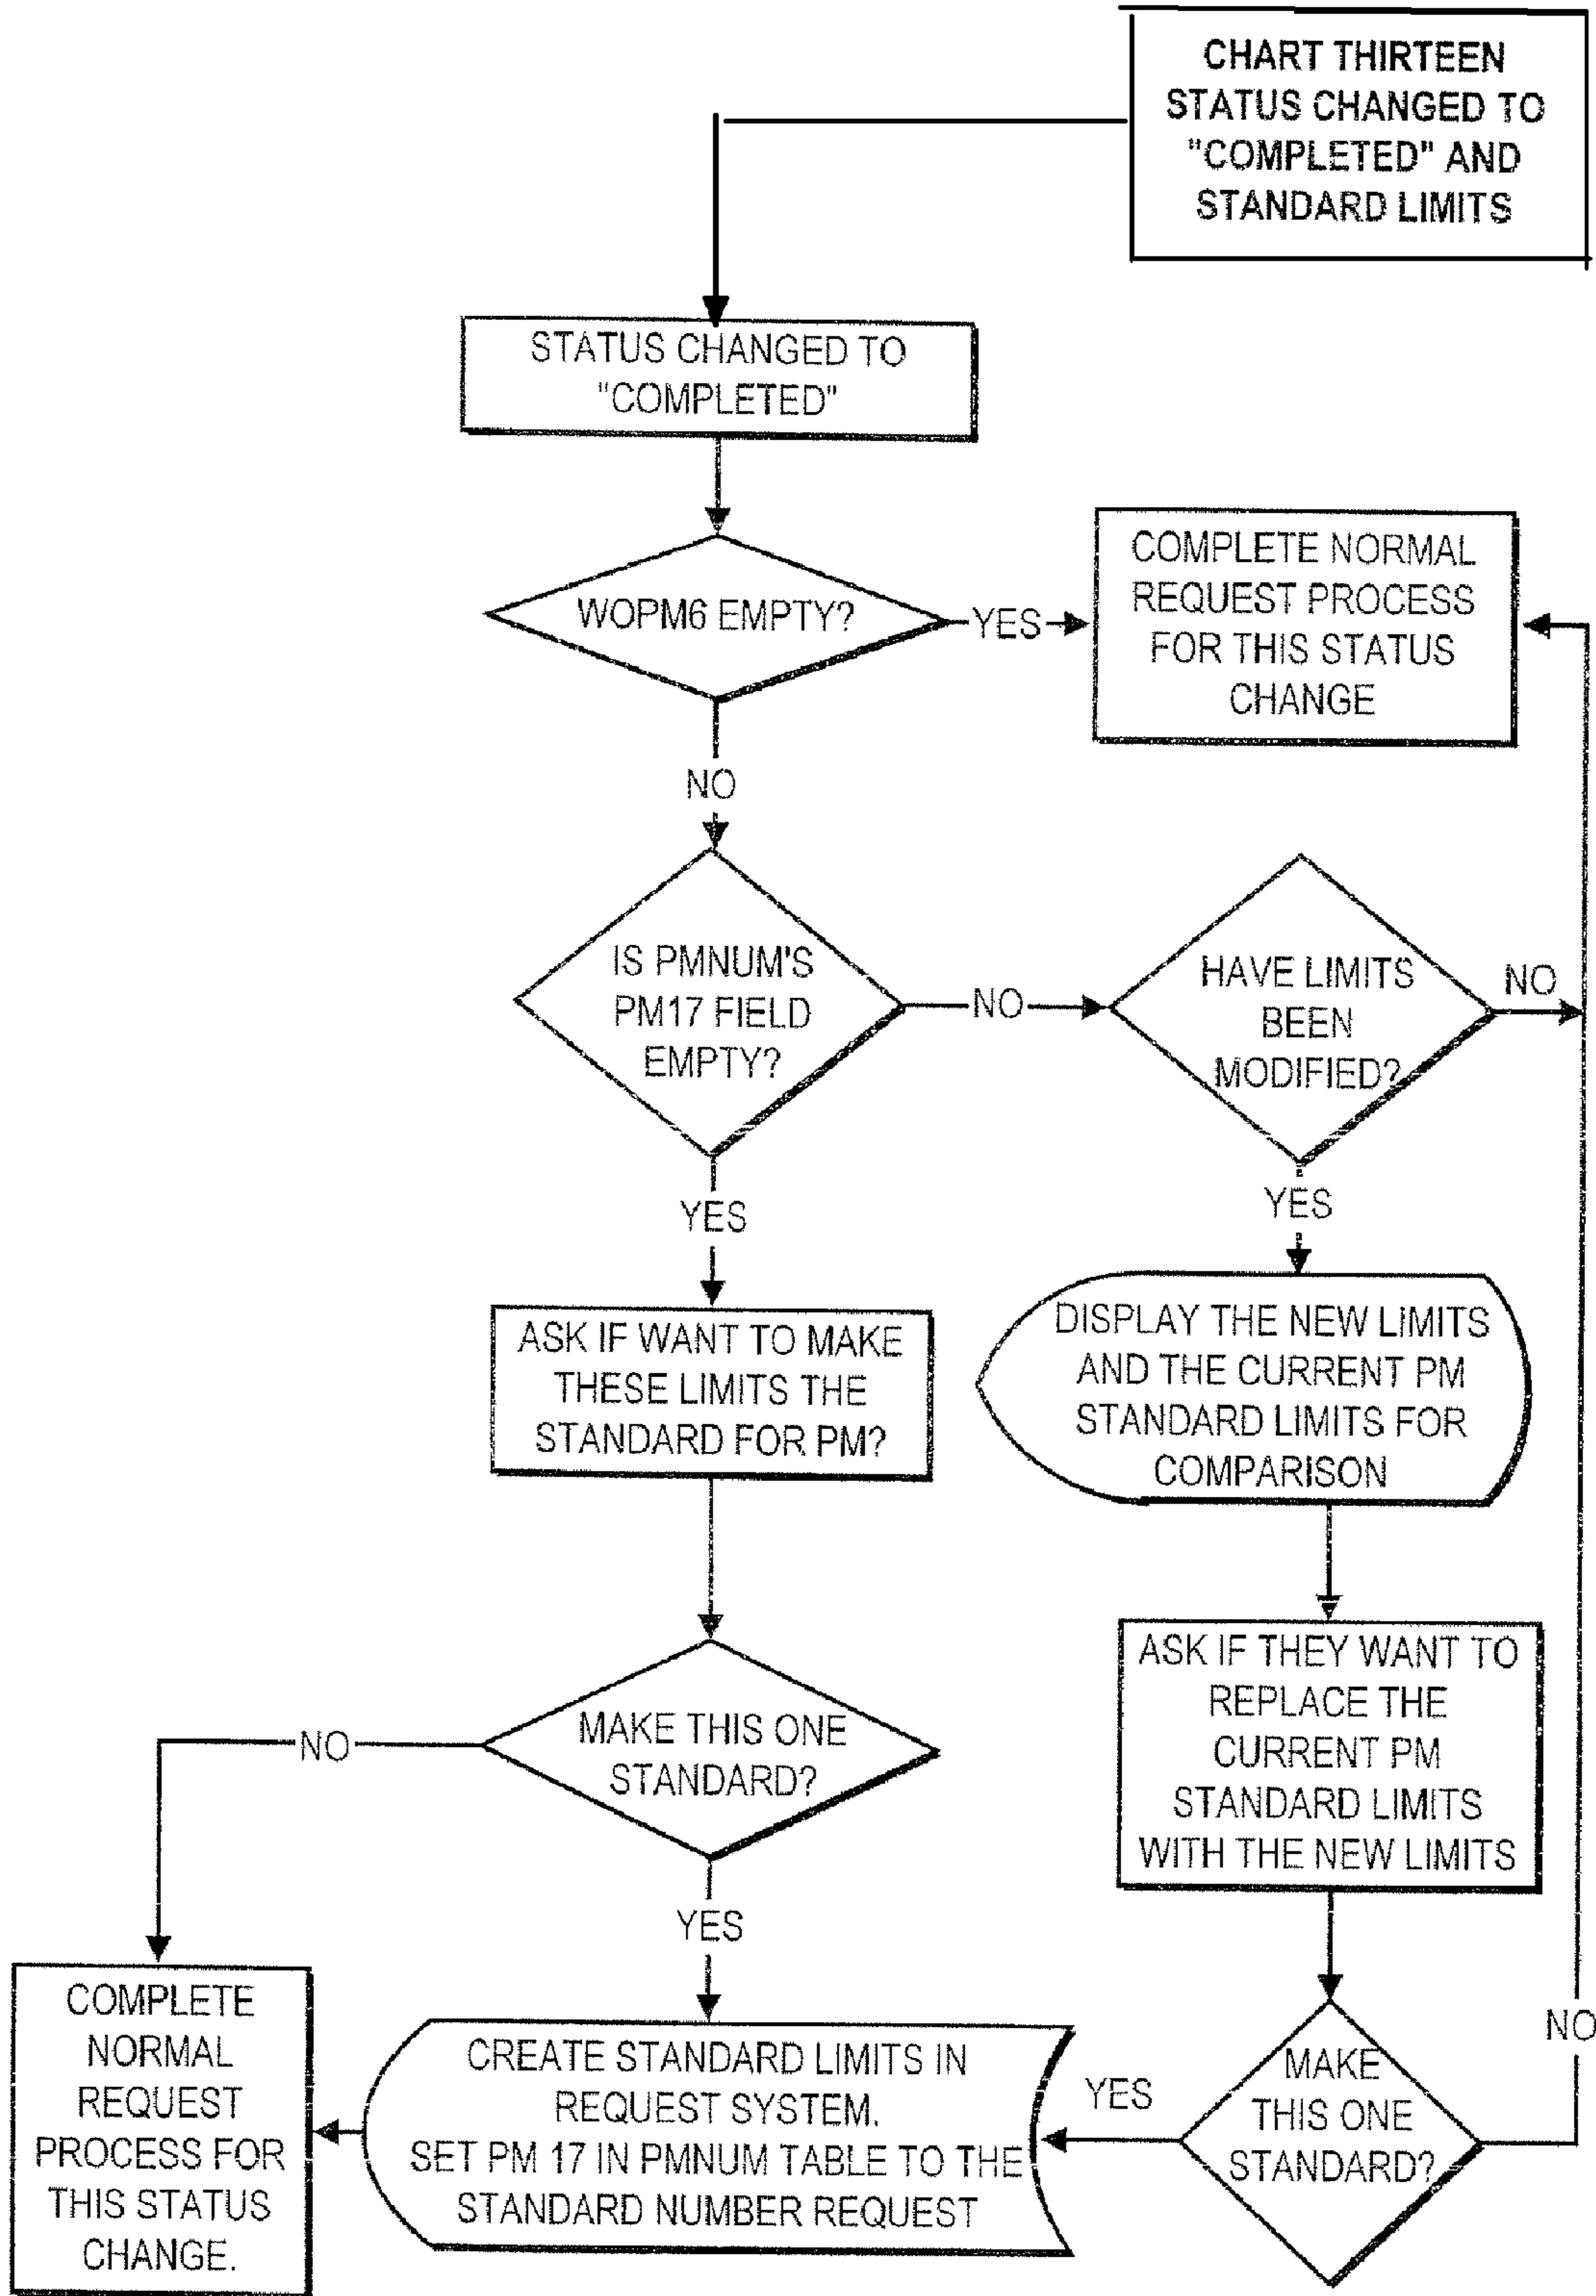 CHART THIRTEEN
STATUS CHANGED TO
"COMPLETED" AND
STANDARD LIMITS
STATUS CHANGED TO
"COMPLETED"
WOPM6 EMPTY?
YES
COMPLETE NORMAL
REQUEST PROCESS
FOR THIS STATUS
CHANGE
NO
IS PMNUM'S
PM17 FIELD
EMPTY?
NO
HAVE LIMITS
BEEN
MODIFIED?
NO
YES
YES
ASK IF WANT TO MAKE
THESE LIMITS THE
STANDARD FOR PM?
DISPLAY THE NEW LIMITS
AND THE CURRENT PM
STANDARD LIMITS FOR
COMPARISON
ASK IF THEY WANT TO
REPLACE THE
CURRENT PM
STANDARD LIMITS
WITH THE NEW LIMITS
NO
MAKE THIS ONE
STANDARD?
YES
COMPLETE
NORMAL
REQUEST
PROCESS FOR
THIS STATUS
CHANGE.
CREATE STANDARD LIMITS IN
REQUEST SYSTEM.
SET PM 17 IN PMNUM TABLE TO THE
STANDARD NUMBER REQUEST
YES
MAKE
THIS ONE
STANDARD?
NO